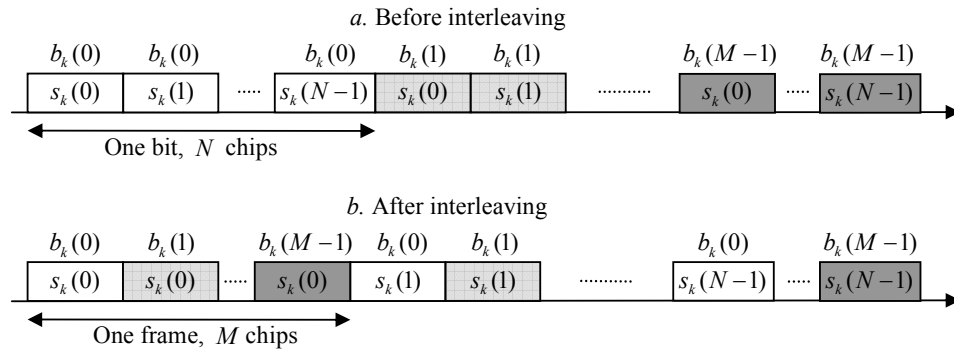 a. Before interleaving
b_k(0) b_k(0) b_k(0) b_k(1) b_k(1) b_k(M−1) b_k(M−1)
s_k(0) s_k(1) ····· s_k(N−1) s_k(0) s_k(1) ··········· s_k(0) ····· s_k(N−1)
One bit, N chips
b. After interleaving
b_k(0) b_k(1) b_k(M−1) b_k(0) b_k(1) b_k(0) b_k(M−1)
s_k(0) s_k(0) ····· s_k(0) s_k(1) s_k(1) ··········· s_k(N−1) ····· s_k(N−1)
One frame, M chips